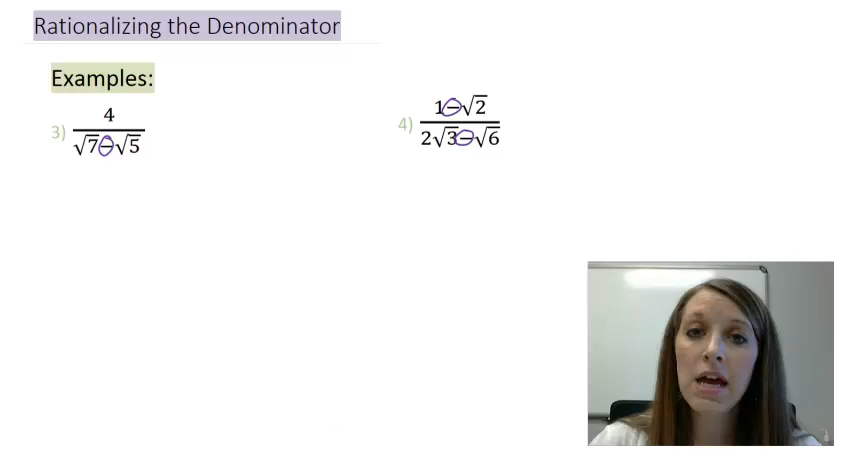 Rationalizing the Denominator
Examples:
3) 4 / √7 − √5
4) 1 − √2 / 2√3 − √6